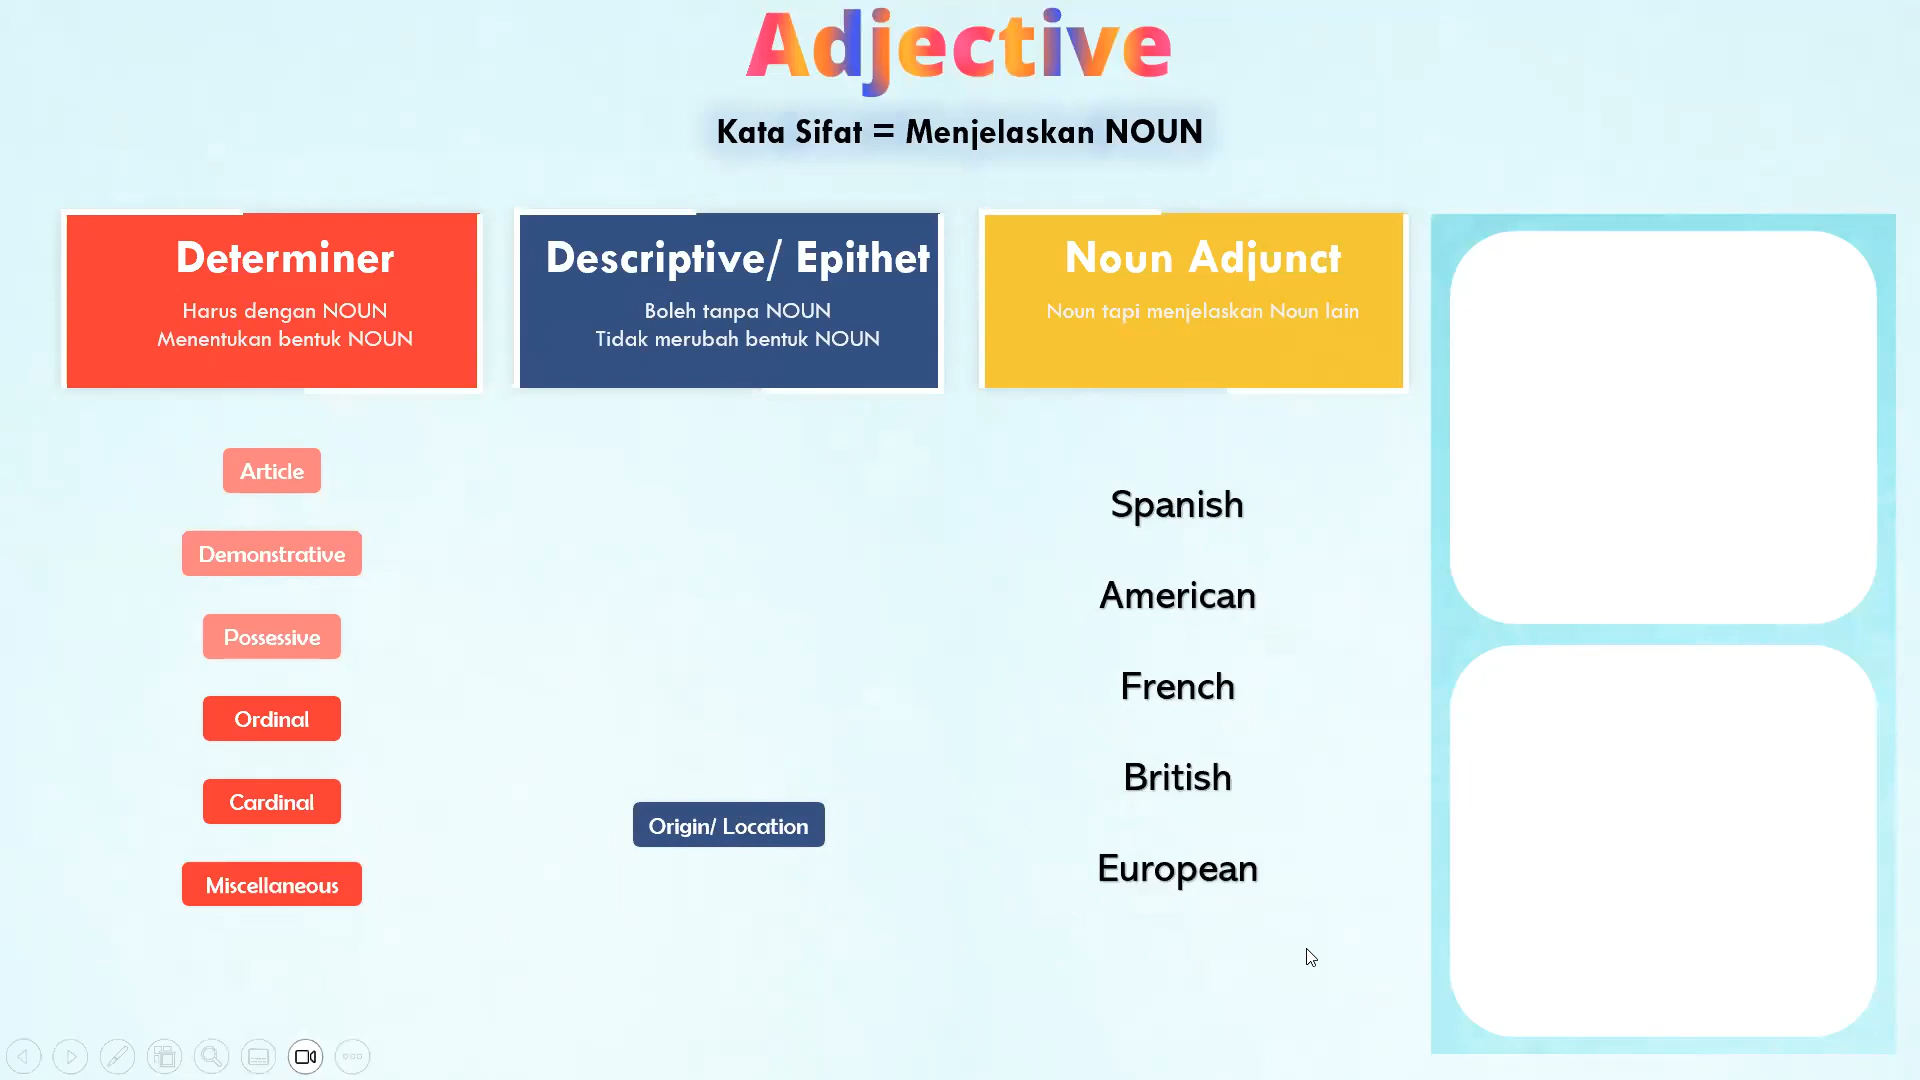 Adjective
Kata Sifat = Menjelaskan NOUN
Determiner
Harus dengan NOUN
Menentukan bentuk NOUN
Descriptive/ Epithet
Boleh tanpa NOUN
Tidak merubah bentuk NOUN
Noun Adjunct
Noun tapi menjelaskan Noun lain
Article
Demonstrative
Possessive
Ordinal
Cardinal
Miscellaneous
Origin/ Location
Spanish
American
French
British
European